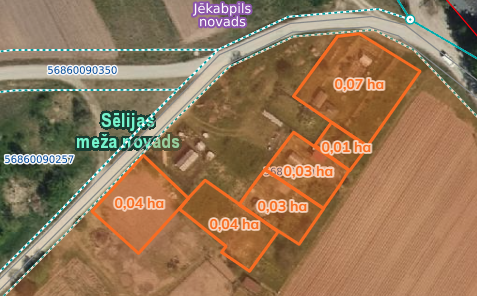 Jēkabpils
novads
56860090350
0,07 ha
Sēlijas
meža novads
0,01 ha
56860090257
568
0,03 ha
0,04 ha
0,03 ha
0,04 ha